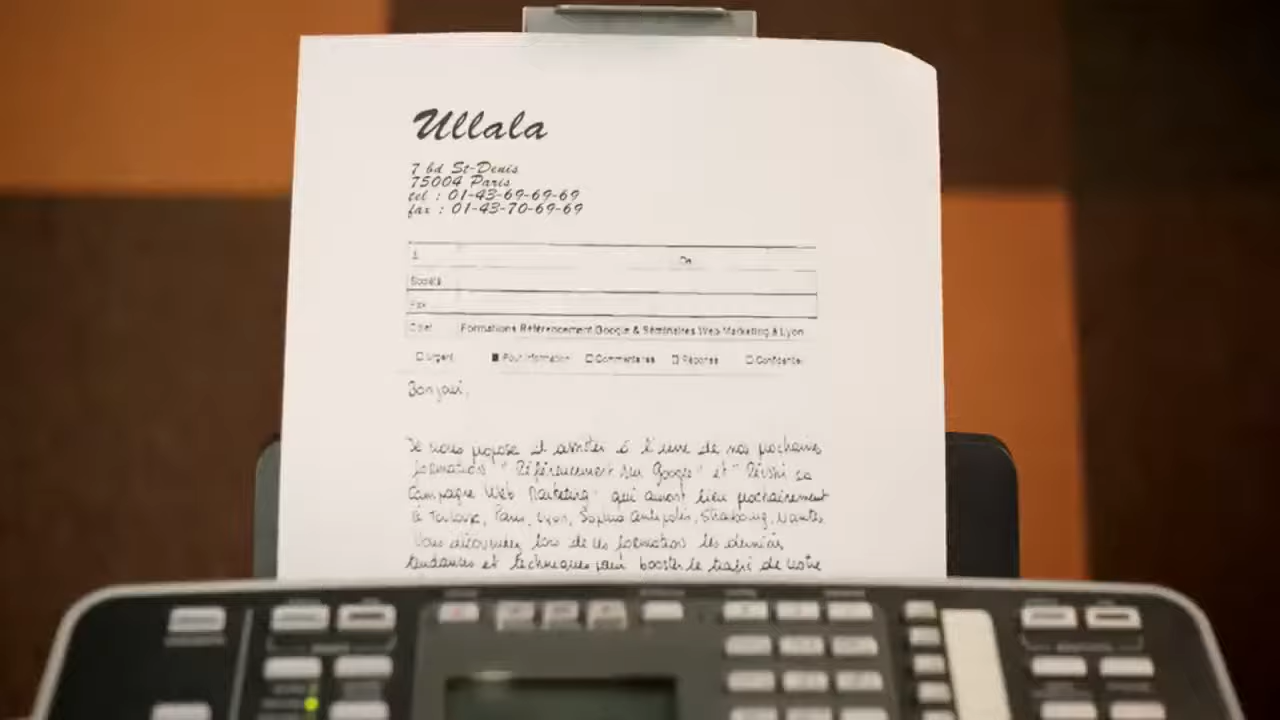 Ullala
7 bd St-Denis
75004 Paris
tel : 01-43-69-69-69
fax : 01-43-70-69-69
À De
Société
Fax
Objet Formations Référencement Google & Séminaires Web Marketing à Lyon
Urgent Pour information Commentaires Réponse Confidentiel
Bonjour,
Je vous propose d'assister à l'une de nos prochaines
formations "Référencement sur Google" et "Réussir sa
Campagne Web Marketing" qui auront lieu prochainement
à Toulouse, Paris, Lyon, Sophia Antipolis, Strasbourg, Nantes
Vous découvrirez lors de ces formation les dernières
tendances et techniques pour booster le trafic de votre